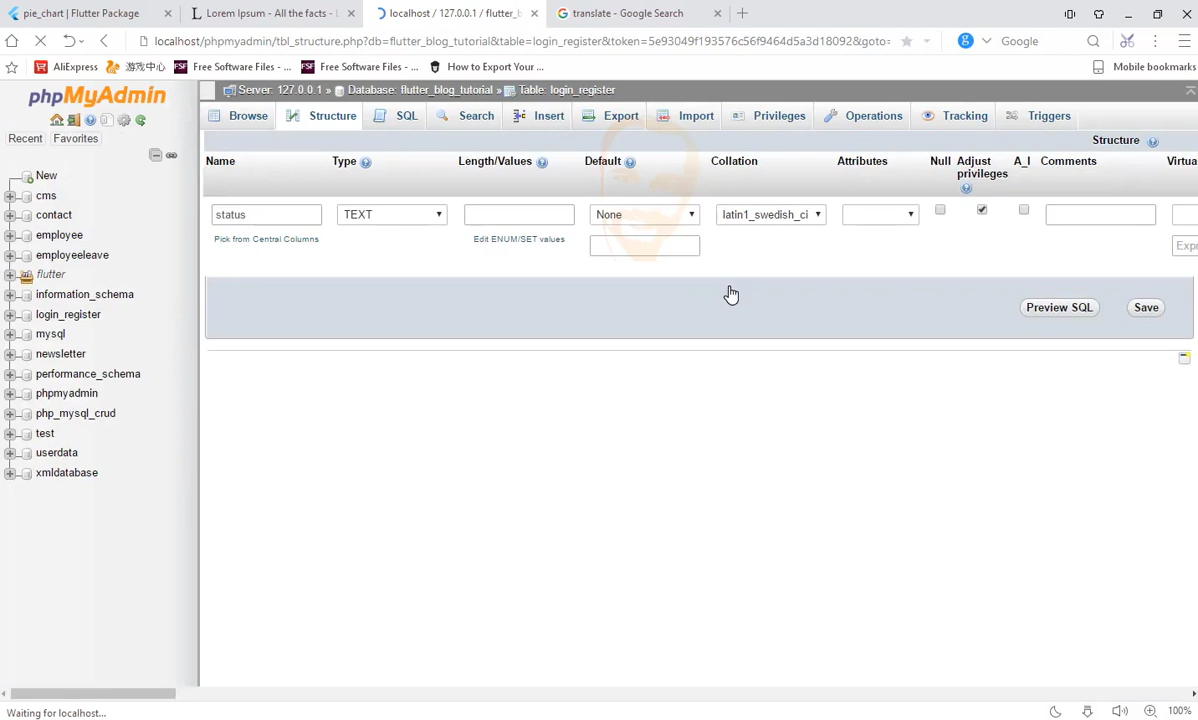 pie_chart | Flutter Package
Lorem Ipsum - All the facts - L
localhost / 127.0.0.1 / flutter_b
translate - Google Search
localhost/phpmyadmin/tbl_structure.php?db=flutter_blog_tutorial&table=login_register&token=5e93049f193576c56f9464d5a3d18092&goto=
Google
AliExpress
游戏中心
Free Software Files - ...
Free Software Files - ...
How to Export Your ...
Mobile bookmarks
phpMyAdmin
Recent
Favorites
New
cms
contact
employee
employeeleave
flutter
information_schema
login_register
mysql
newsletter
performance_schema
phpmyadmin
php_mysql_crud
test
userdata
xmldatabase
Server: 127.0.0.1 » Database: flutter_blog_tutorial » Table: login_register
Browse Structure SQL Search Insert Export Import Privileges Operations Tracking Triggers
Structure
Name Type Length/Values Default Collation Attributes Null Adjust privileges A_I Comments Virtua
status TEXT None latin1_swedish_ci
Pick from Central Columns
Edit ENUM/SET values
Expr
Preview SQL
Save
Waiting for localhost...
100%